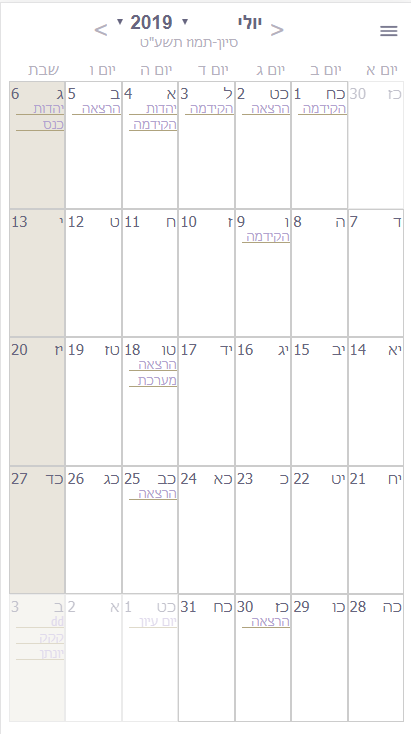 יולי 2019
סיון-תמוז תשע"ט
יום א יום ב יום ג יום ד יום ה יום ו שבת
כז 30
כח 1
הקידמה
כט 2
הרצאה
ל 3
הקידמה
א 4
יהדות
הקידמה
ב 5
הרצאה
ג 6
יהדות
כנס
ד 7
ה 8
ו 9
הקידמה
ז 10
ח 11
ט 12
י 13
יא 14
יב 15
יג 16
יד 17
טו 18
הרצאה
מערכת
טז 19
יז 20
יח 21
יט 22
כ 23
כא 24
כב 25
הרצאה
כג 26
כד 27
כה 28
כו 29
כז 30
הרצאה
כח 31
כט 1
יום עיון
א 2
ב 3
dd
קקק
יונתן